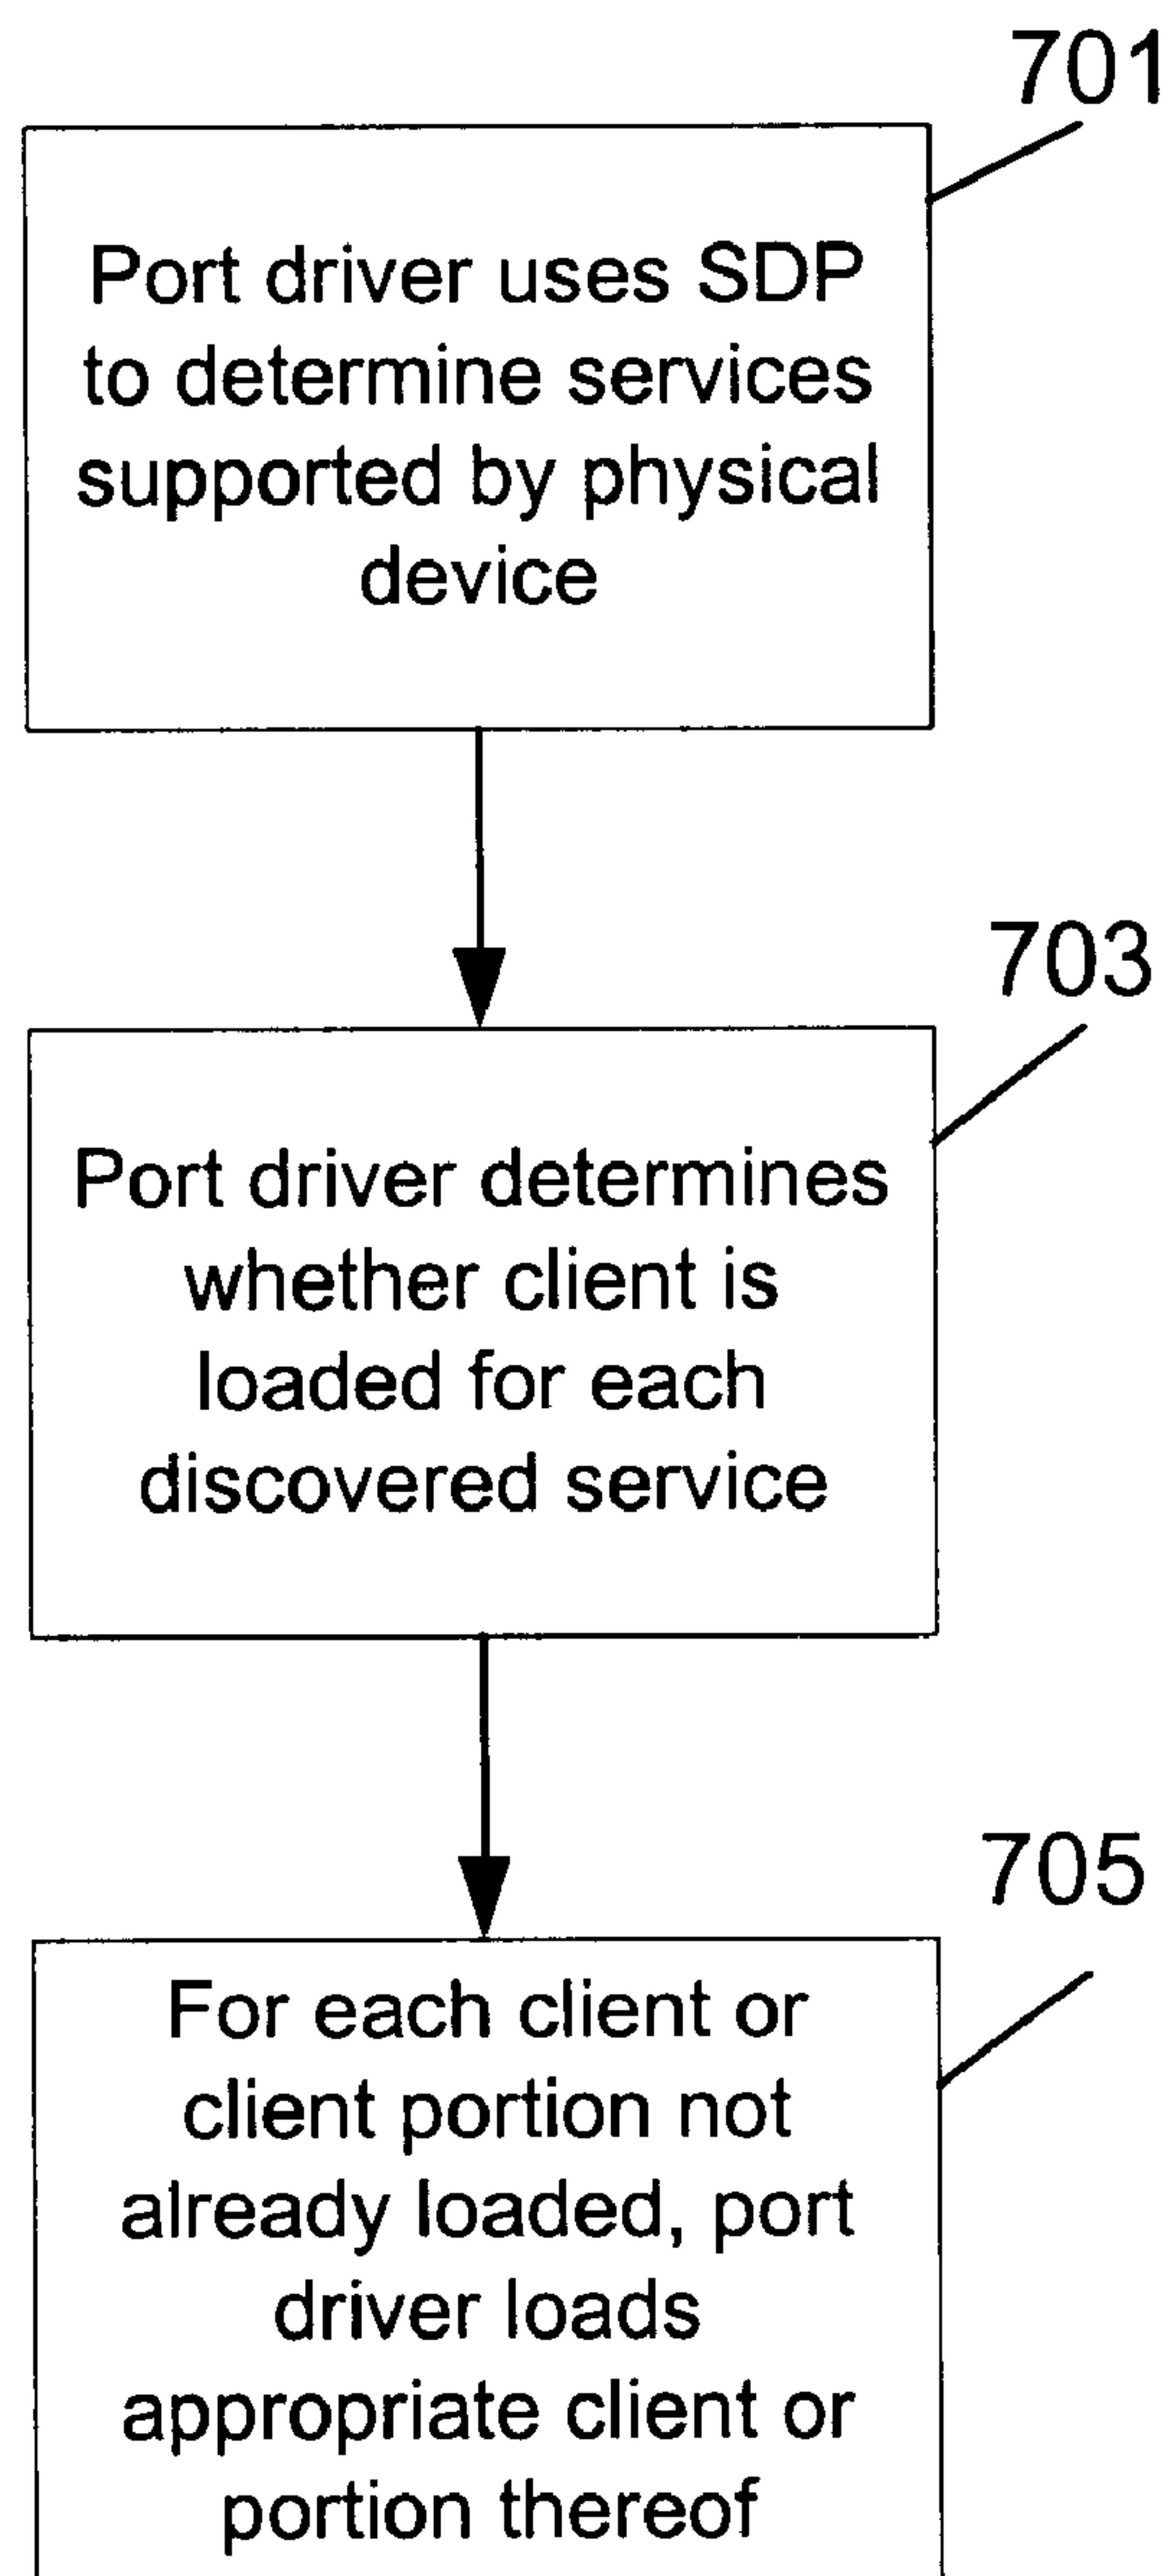 701
Port driver uses SDP
to determine services
supported by physical
device
703
Port driver determines
whether client is
loaded for each
discovered service
705
For each client or
client portion not
already loaded, port
driver loads
appropriate client or
portion thereof